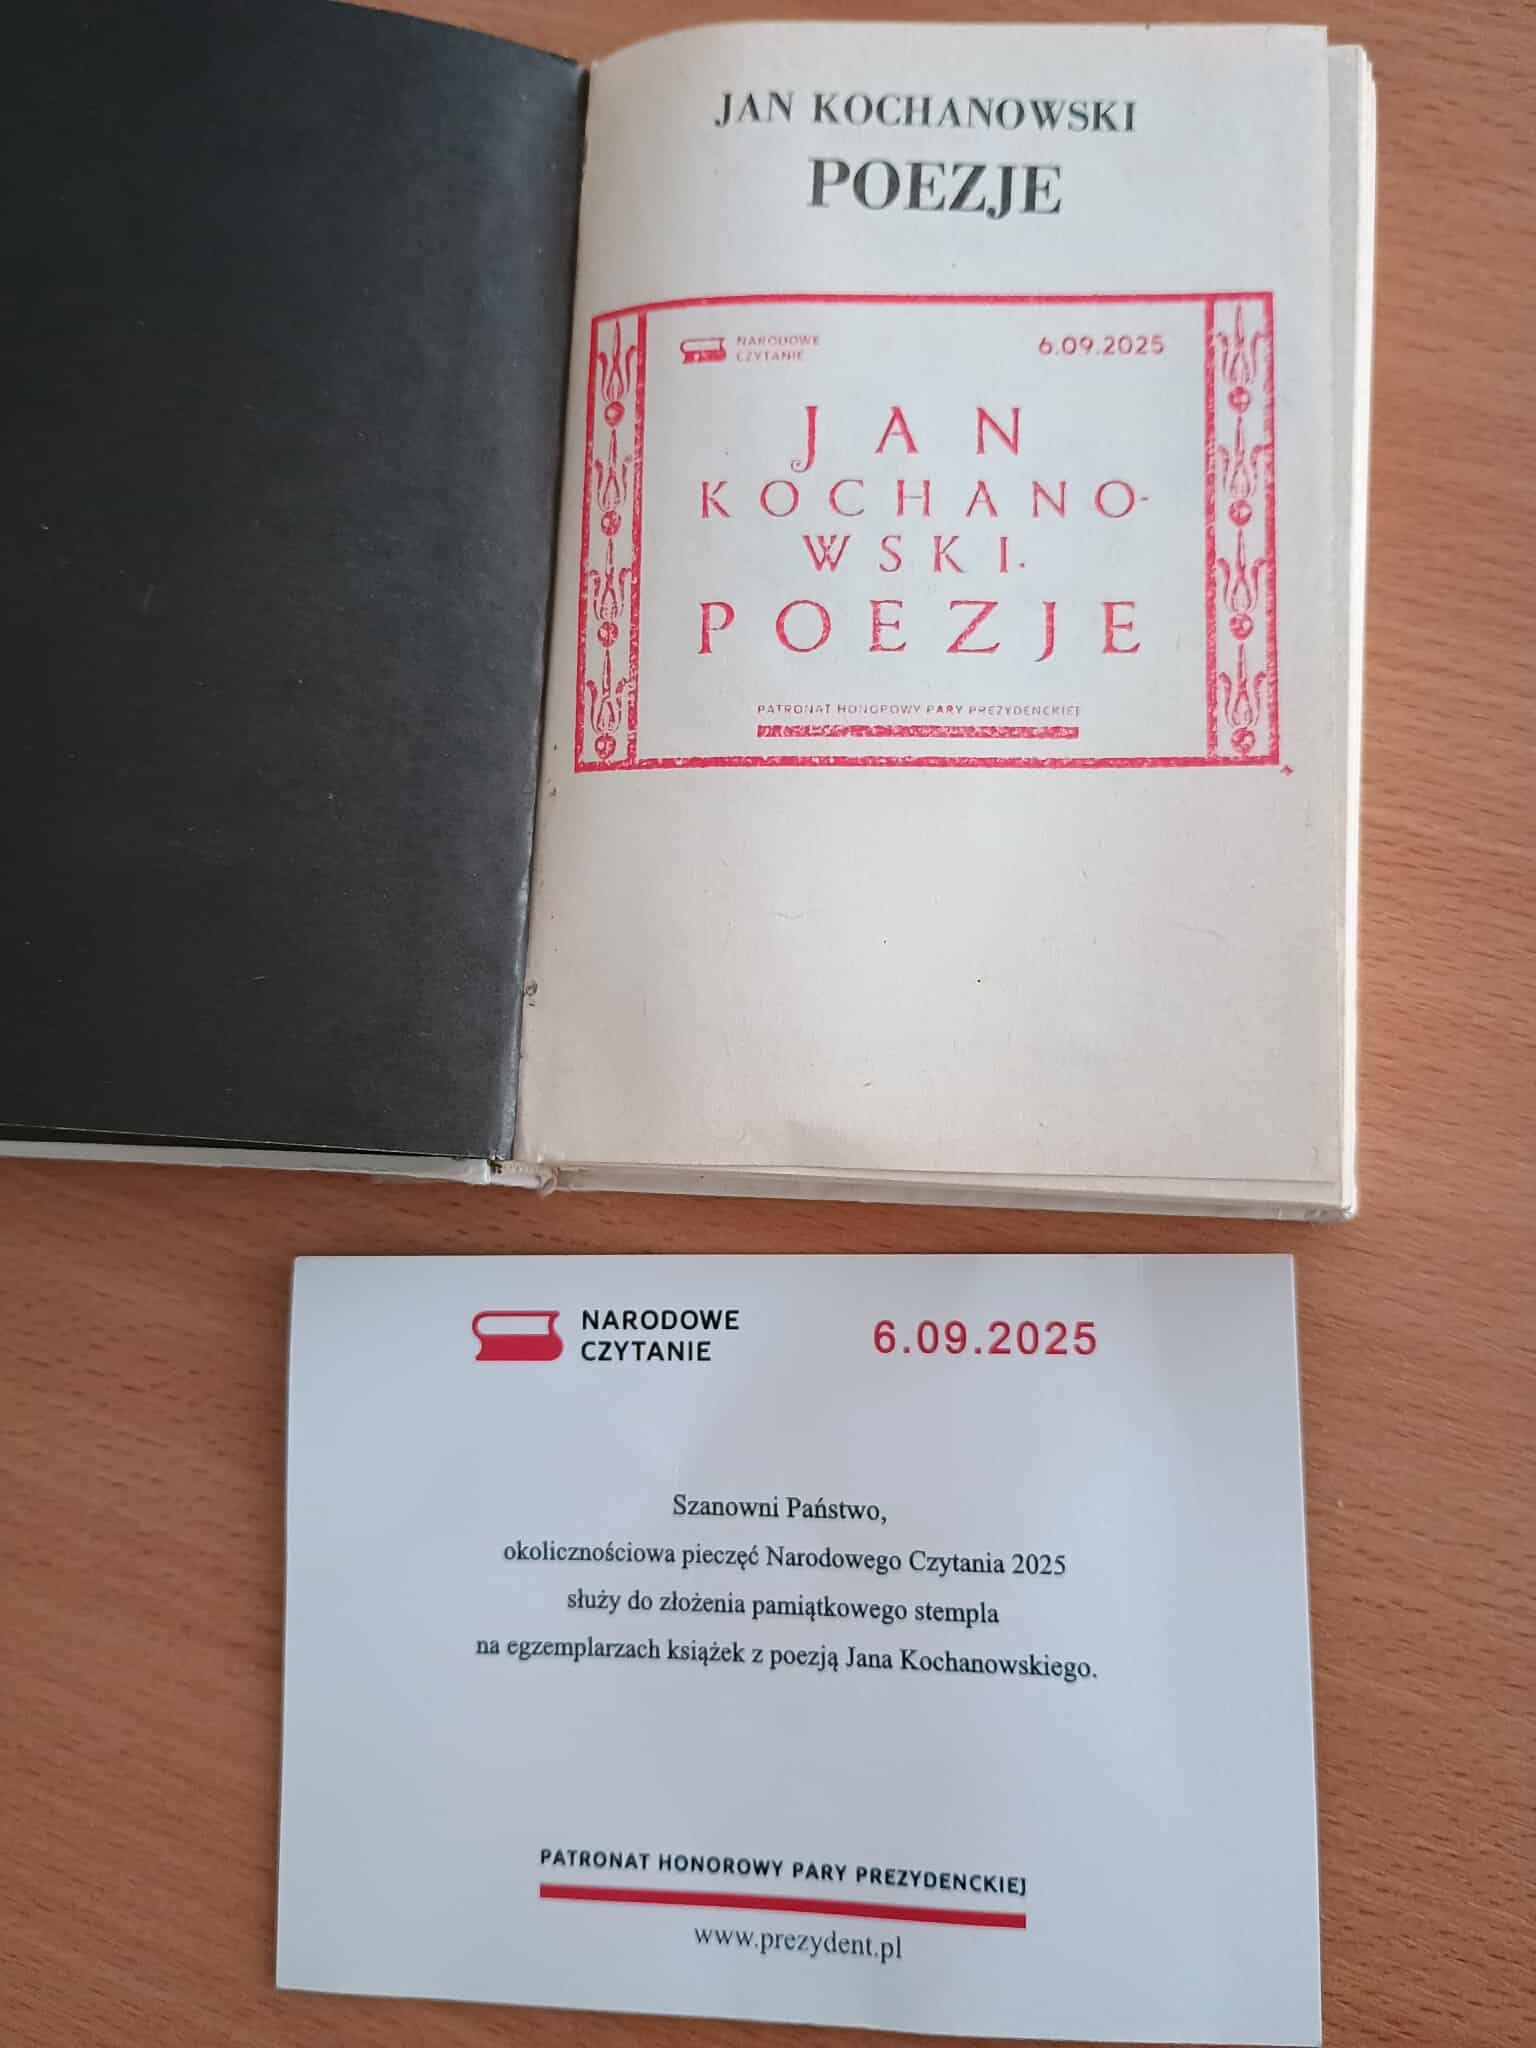 JAN KOCHANOWSKI
POEZJE
NARODOWE
CZYTANIE
6.09.2025
JAN
KOCHANO-
WSKI.
POEZJE
PATRONAT HONOROWY PARY PREZYDENCKIEJ
NARODOWE
CZYTANIE
6.09.2025
Szanowni Państwo,
okolicznościowa pieczęć Narodowego Czytania 2025
służy do złożenia pamiątkowego stempla
na egzemplarzach książek z poezją Jana Kochanowskiego.
PATRONAT HONOROWY PARY PREZYDENCKIEJ
www.prezydent.pl